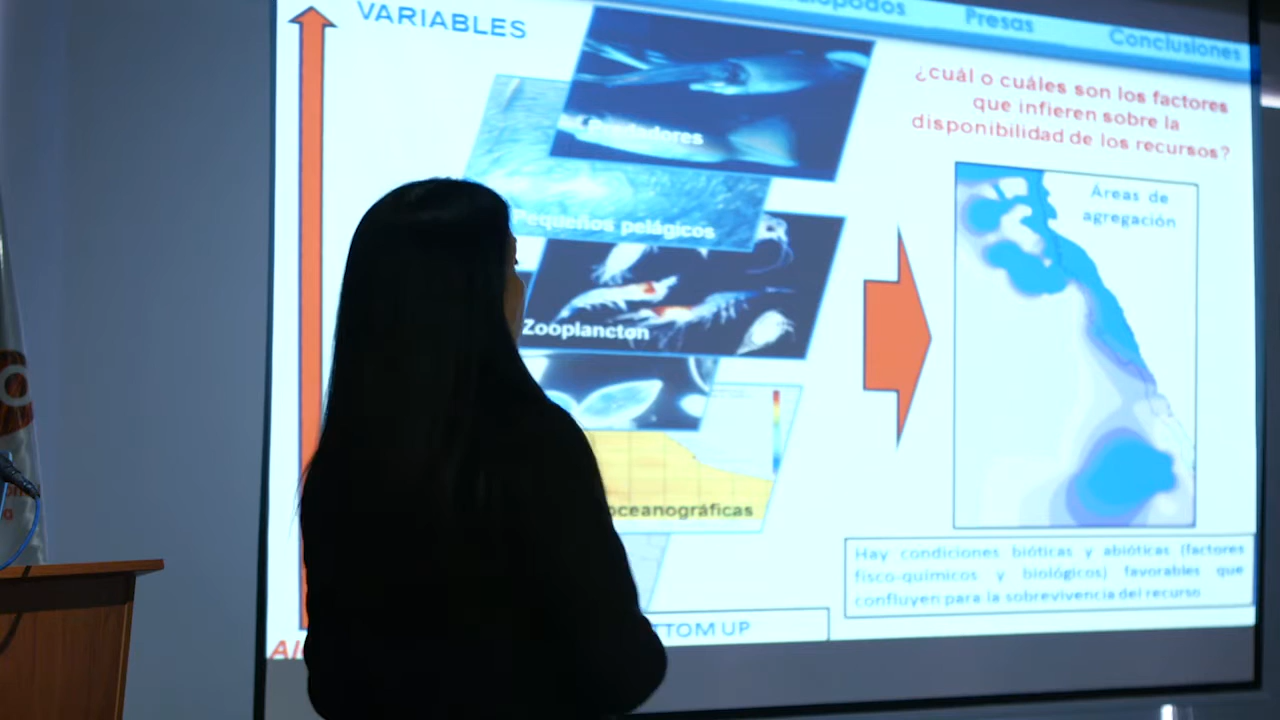 Presas
Conclusiones
VARIABLES
¿cuál o cuáles son los factores
que infieren sobre la
disponibilidad de los recursos?
Pequeños pelágicos
Zooplancton
oceanográficas
Áreas de
agregación
Hay condiciones bióticas y abióticas (factores
fisco-químicos y biológicos) favorables que
confluyen para la sobrevivencia del recurso
TOM UP